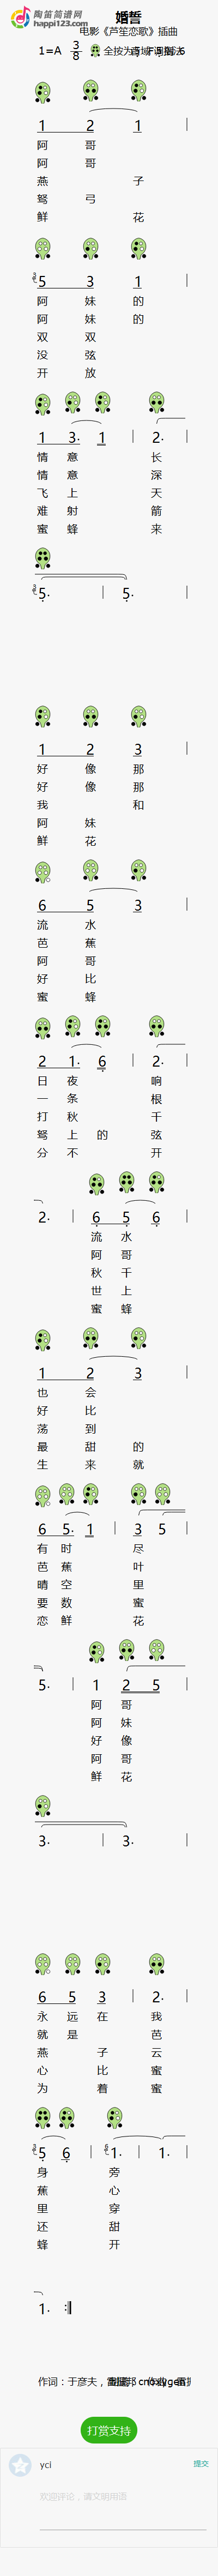 陶笛简谱网
happi123.com
婚誓
电影《芦笙恋歌》插曲
1=A 3/8
1 2 1
阿 哥
阿 哥
燕 子
弩 弓
鲜 花
5 5 3 1
阿 妹 的
阿 妹 的
双 双
没 弦
开 放
1 3· 1 2·
情 意 长
情 意 深
飞 上 天
难 射 箭
蜜 蜂 来
5· 5·
1 2 3
好 像 那
好 像 那
我 和
阿 妹
鲜 花
6 5 3
流 水
芭 蕉
阿 哥
好 比
蜜 蜂
2 1· 6 2·
日 夜 响
一 条 根
打 秋 千
弩 上 的 弦
分 不 开
2· 6 5 6
流 水
阿 哥
秋 千
世 上
蜜 蜂
1 2 3
也 会
好 比
荡 到
最 甜 的
生 来 就
6 5· 1 3 5
有 时 尽
芭 蕉 叶
晴 空 里
要 数 蜜
恋 鲜 花
5· 1 2 5
阿 哥
阿 妹
好 像
阿 哥
鲜 花
3· 3·
6 5 3 2·
永 远 在 我
就 是 芭
燕 子 云
心 比 蜜
为 着 蜜
5· 6 1· 1·
身 旁
蕉 心
里 穿
还 甜
蜂 开
1· :||
作词：于彦夫，雷振邦
打赏支持
yci
提交
欢迎评论，请文明用语